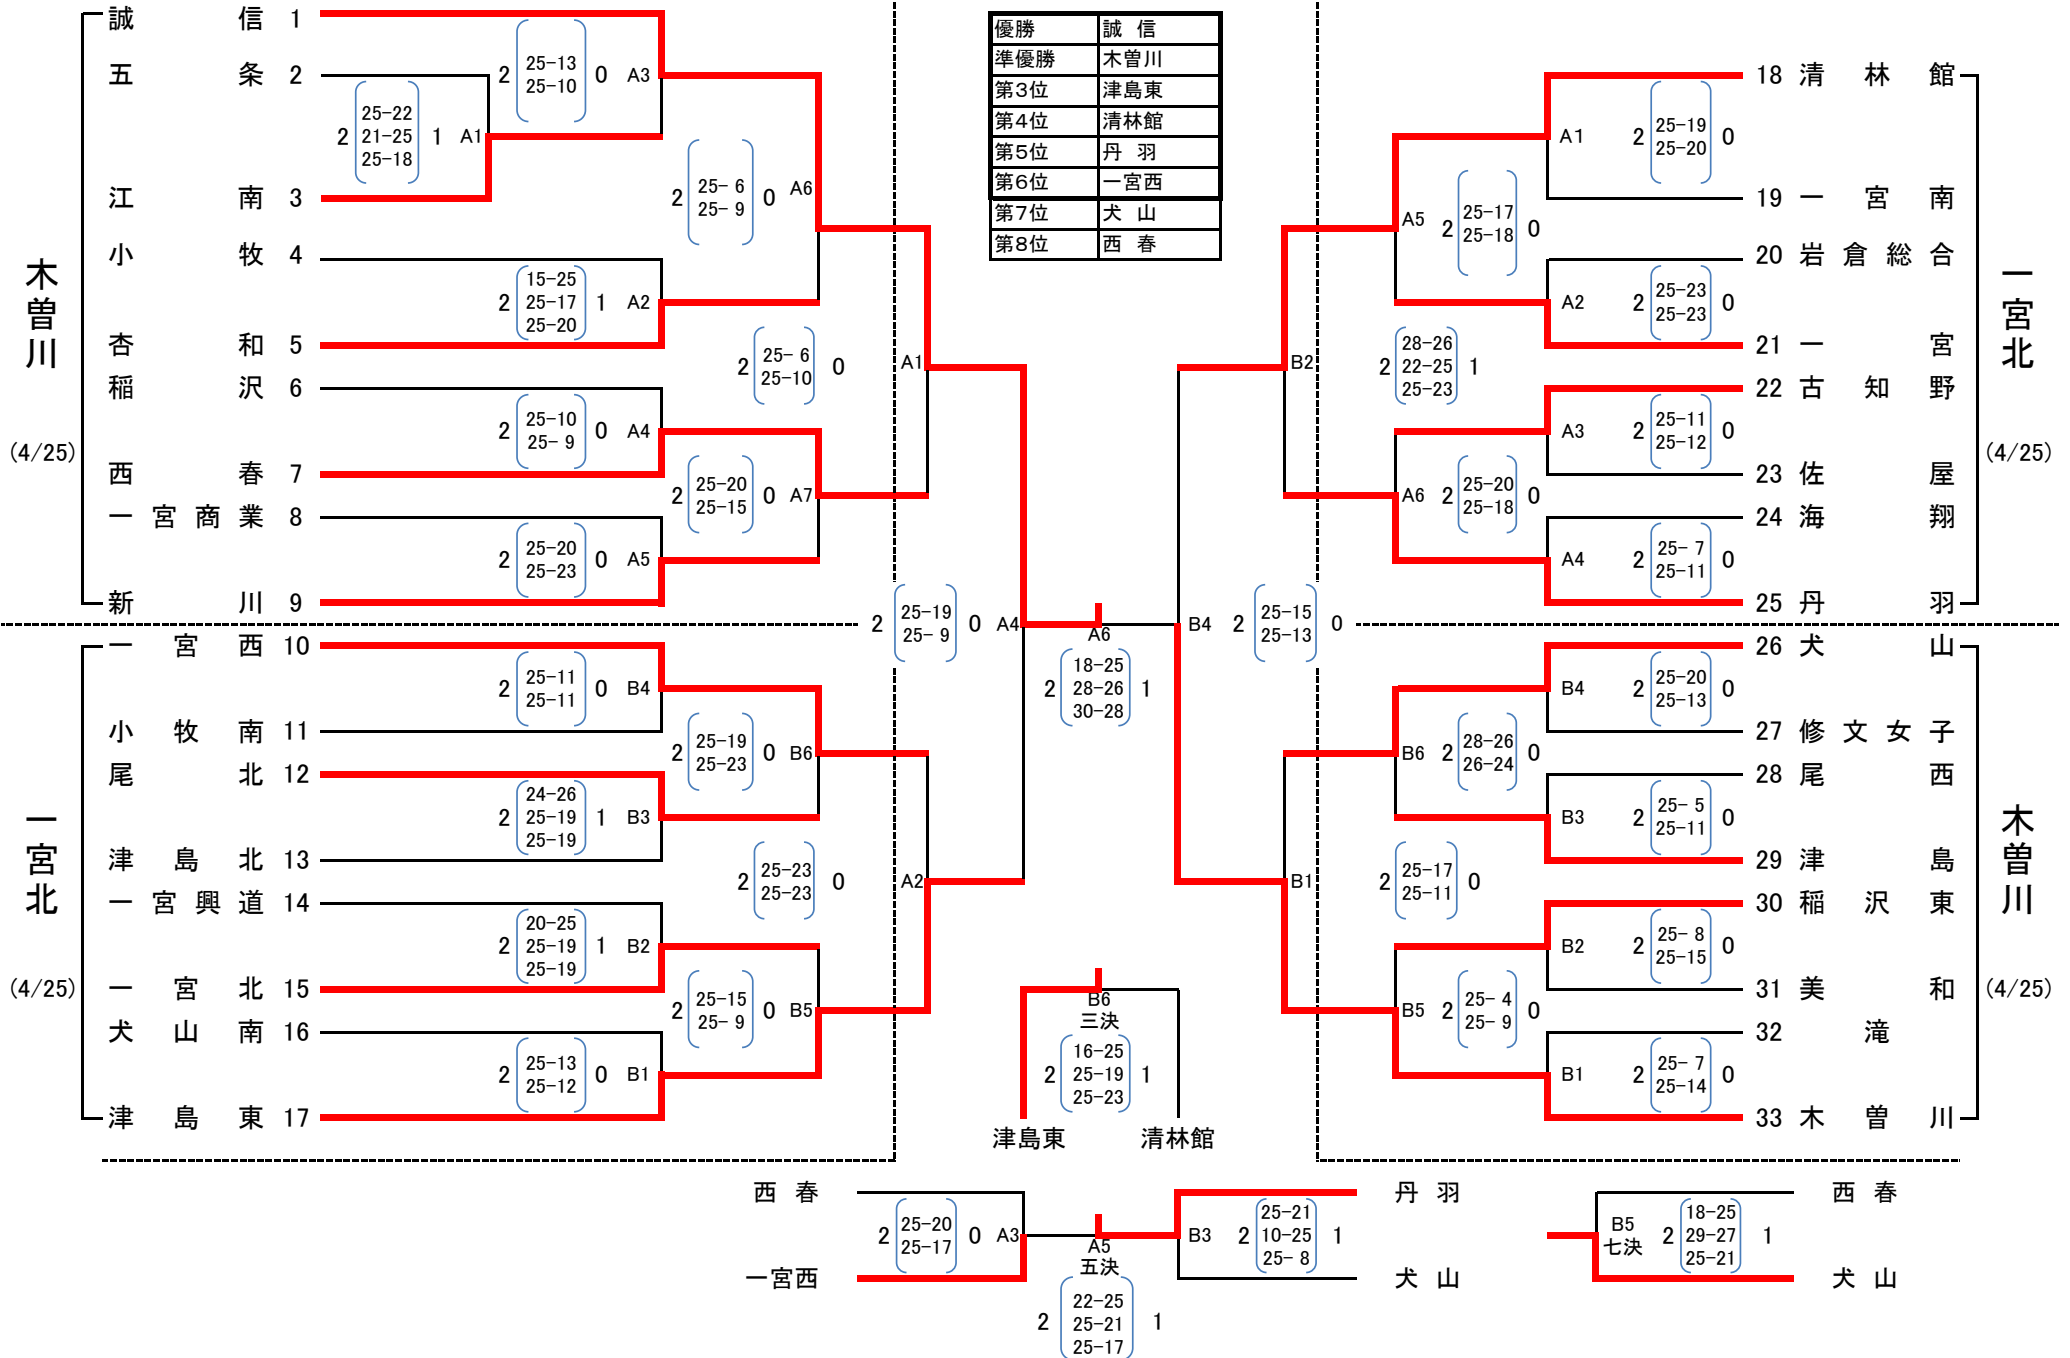 優勝 誠 信
準優勝 木曽川
第3位 津島東
第4位 清林館
第5位 丹 羽
第6位 一宮西
第7位 犬 山
第8位 西 春
木曽川
(4/25)
誠 信 1
五 条 2
江 南 3
小 牧 4
杏 和 5
稲 沢 6
西 春 7
一宮商業 8
新 川 9
2 25-13 0 A3
25-10
2 25-22 1 A1
21-25
25-18
2 25- 6 0 A6
25- 9
2 15-25 1 A2
25-17
25-20
2 25- 6 0 A1
25-10
2 25-10 0 A4
25- 9
2 25-20 0 A7
25-15
2 25-20 0 A5
25-23
一宮北
(4/25)
一宮西 10
小牧南 11
尾 北 12
津島北 13
一宮興道 14
一宮北 15
犬山南 16
津島東 17
2 25-11 0 B4
25-11
2 25-19 0 B6
25-23
2 24-26 1 B3
25-19
25-19
2 25-23 0 A2
25-23
2 20-25 1 B2
25-19
25-19
2 25-15 0 B5
25- 9
2 25-13 0 B1
25-12
2 25-19 0 A4
25- 9
A6
2 18-25 1
28-26
30-28
B4 2 25-15 0
25-13
B6
三決
2 16-25 1
25-19
25-23
津島東 清林館
一宮北
(4/25)
18 清林館
19 一宮南
20 岩倉総合
21 一 宮
22 古知野
23 佐 屋
24 海 翔
25 丹 羽
A1 2 25-19 0
25-20
A5 2 25-17 0
25-18
A2 2 25-23 0
25-23
B2 2 28-26 1
22-25
25-23
A3 2 25-11 0
25-12
A6 2 25-20 0
25-18
A4 2 25- 7 0
25-11
木曽川
(4/25)
26 犬 山
27 修文女子
28 尾 西
29 津 島
30 稲沢東
31 美 和
32 滝
33 木曽川
B4 2 25-20 0
25-13
B6 2 28-26 0
26-24
B3 2 25- 5 0
25-11
B1 2 25-17 0
25-11
B2 2 25- 8 0
25-15
B5 2 25- 4 0
25- 9
B1 2 25- 7 0
25-14
西 春
2 25-20 0 A3
25-17
一宮西
A5
五決
2 22-25 1
25-21
25-17
丹 羽
B3 2 25-21 1
10-25
25- 8
犬 山
西 春
B5
七決
2 18-25 1
29-27
25-21
犬 山